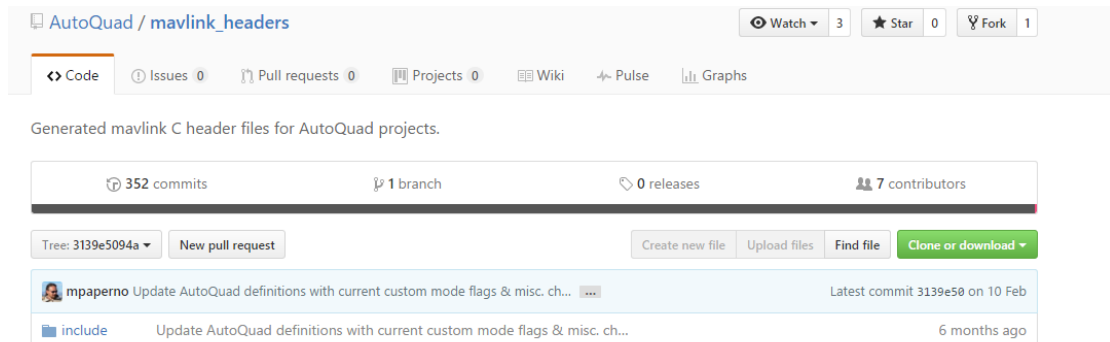 AutoQuad / mavlink_headers Watch 3 Star 0 Fork 1
Code Issues 0 Pull requests 0 Projects 0 Wiki Pulse Graphs
Generated mavlink C header files for AutoQuad projects.
352 commits 1 branch 0 releases 7 contributors
Tree: 3139e5094a New pull request Create new file Upload files Find file Clone or download
mpaperno Update AutoQuad definitions with current custom mode flags & misc. ch... ... Latest commit 3139e50 on 10 Feb
include Update AutoQuad definitions with current custom mode flags & misc. ch... 6 months ago